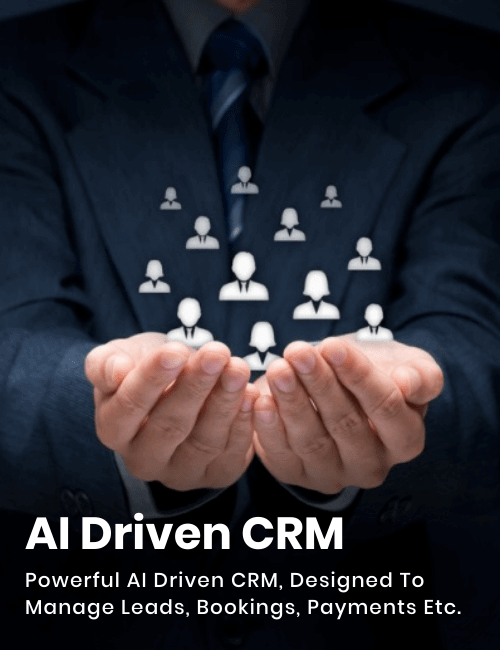 AI Driven CRM
Powerful AI Driven CRM, Designed To
Manage Leads, Bookings, Payments Etc.